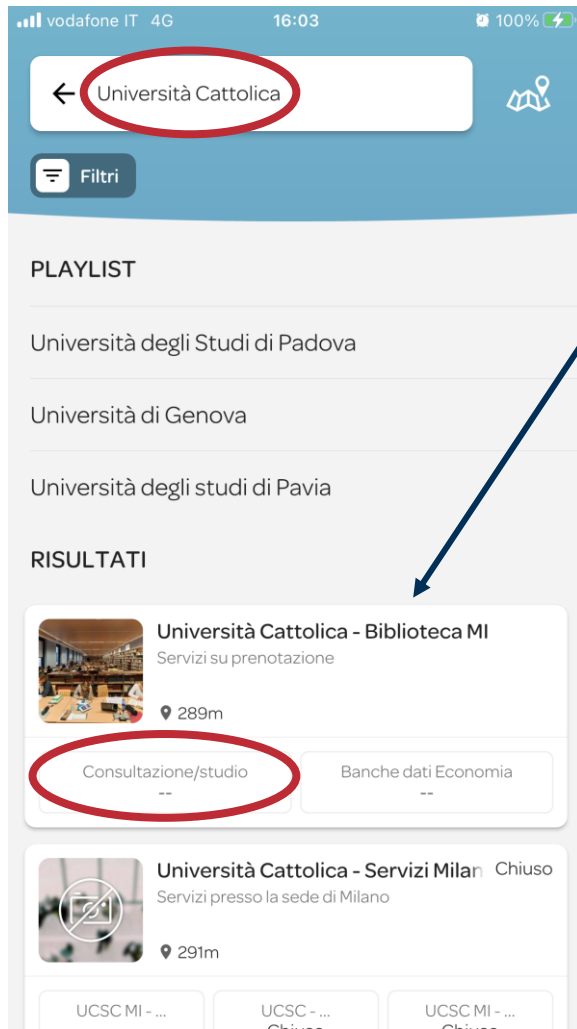 vodafone IT 4G 16:03 100%
Università Cattolica
Filtri
PLAYLIST
Università degli Studi di Padova
Università di Genova
Università degli studi di Pavia
RISULTATI
Università Cattolica - Biblioteca MI
Servizi su prenotazione
289m
Consultazione/studio Banche dati Economia
-- --
Università Cattolica - Servizi Milan Chiuso
Servizi presso la sede di Milano
291m
UCSC MI - ... UCSC - ... UCSC MI - ...
Chiuso Chiuso